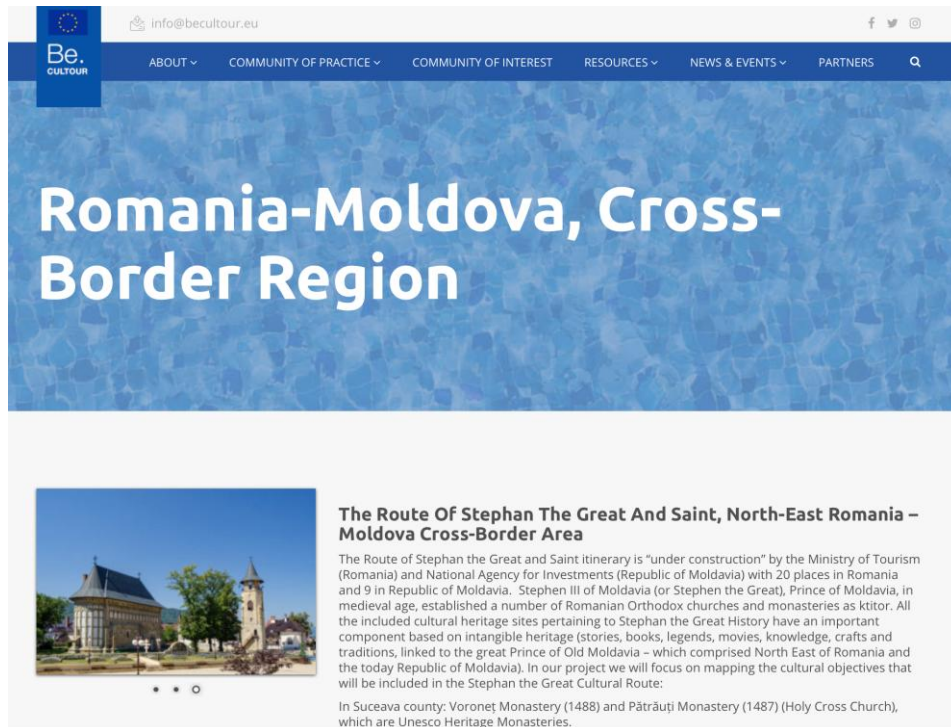 info@becultour.eu
Be.
CULTOUR
ABOUT COMMUNITY OF PRACTICE COMMUNITY OF INTEREST RESOURCES NEWS & EVENTS PARTNERS
Romania-Moldova, Cross-
Border Region
The Route Of Stephan The Great And Saint, North-East Romania –
Moldova Cross-Border Area
The Route of Stephan the Great and Saint itinerary is “under construction” by the Ministry of Tourism
(Romania) and National Agency for Investments (Republic of Moldavia) with 20 places in Romania
and 9 in Republic of Moldavia. Stephen III of Moldavia (or Stephen the Great), Prince of Moldavia, in
medieval age, established a number of Romanian Orthodox churches and monasteries as ktitor. All
the included cultural heritage sites pertaining to Stephan the Great History have an important
component based on intangible heritage (stories, books, legends, movies, knowledge, crafts and
traditions, linked to the great Prince of Old Moldavia – which comprised North East of Romania and
the today Republic of Moldavia). In our project we will focus on mapping the cultural objectives that
will be included in the Stephan the Great Cultural Route:
In Suceava county: Voroneț Monastery (1488) and Pătrăuți Monastery (1487) (Holy Cross Church),
which are Unesco Heritage Monasteries.